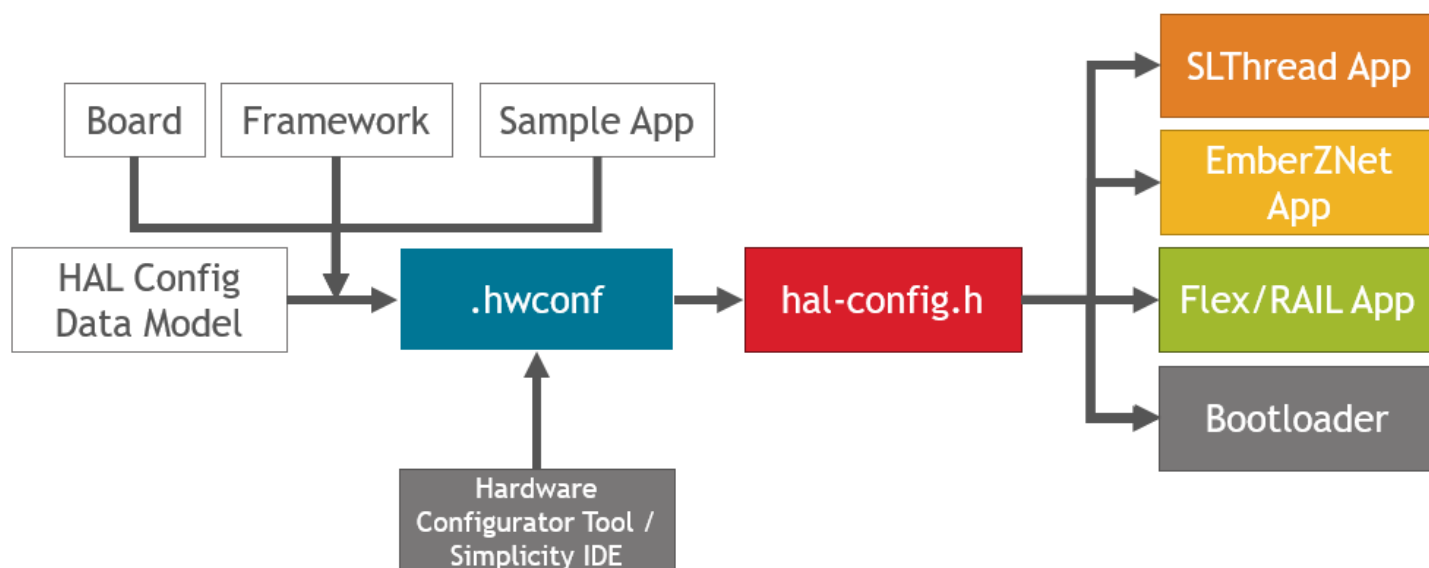 SLThread App
Board
Framework
Sample App
EmberZNet
App
HAL Config
Data Model
.hwconf
hal-config.h
Flex/RAIL App
Bootloader
Hardware
Configurator Tool /
Simplicity IDE